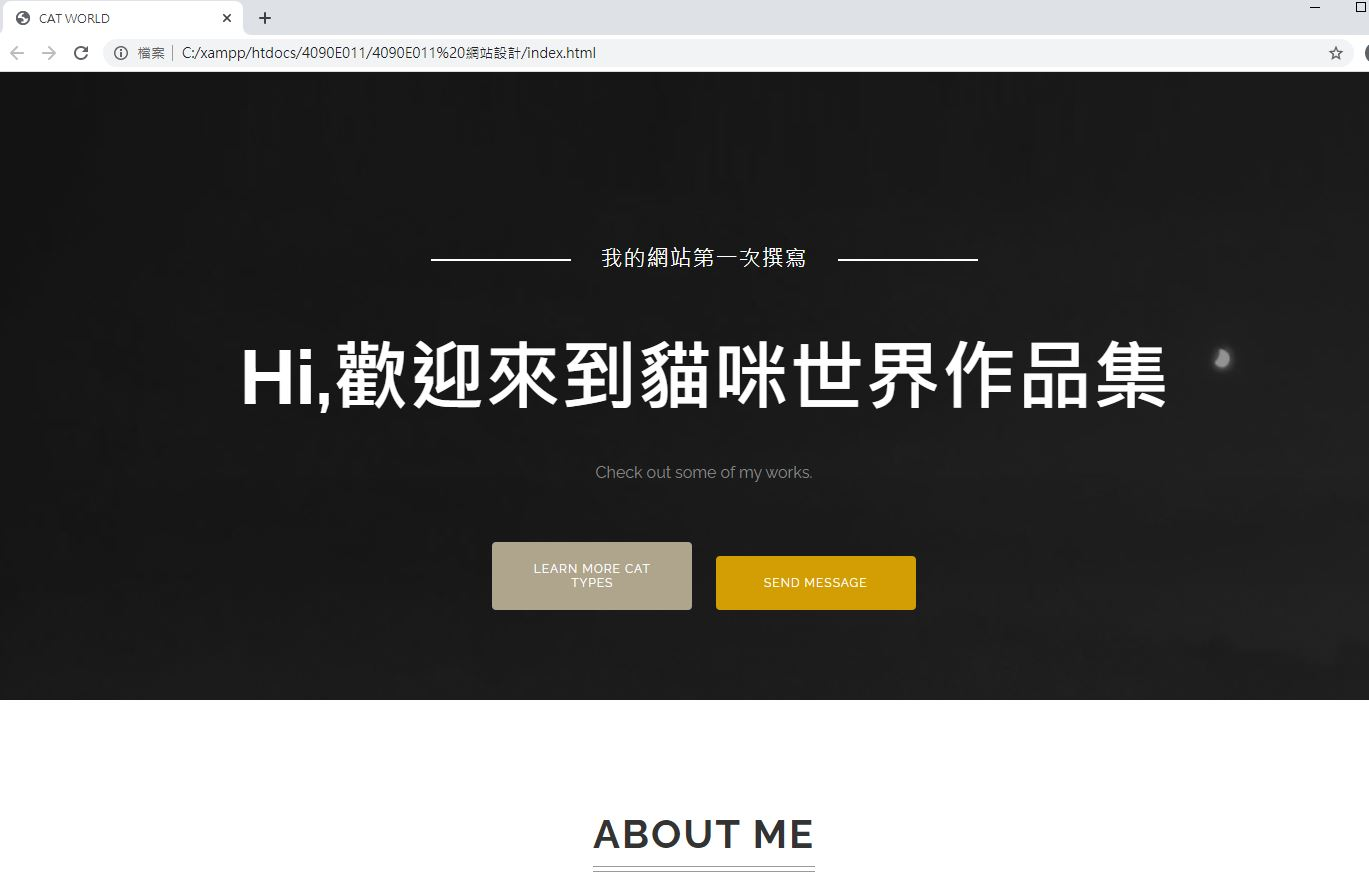 CAT WORLD
檔案 C:/xampp/htdocs/4090E011/4090E011%20網站設計/index.html
我的網站第一次撰寫
Hi,歡迎來到貓咪世界作品集
Check out some of my works.
LEARN MORE CAT
TYPES
SEND MESSAGE
ABOUT ME